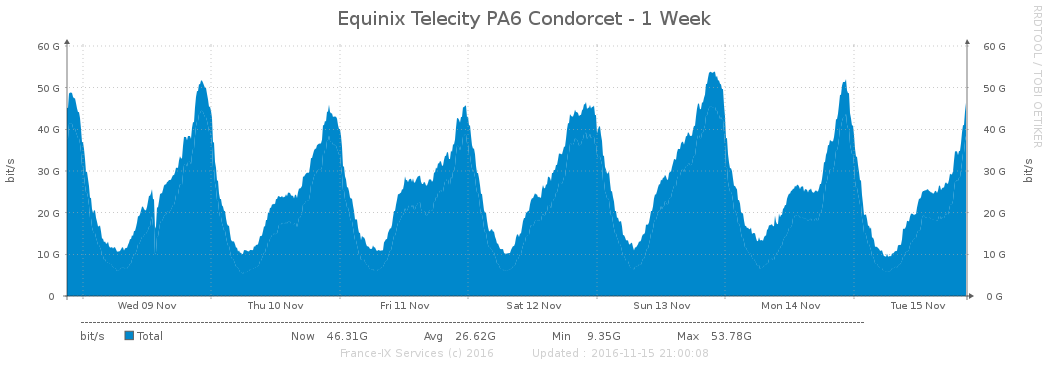 Equinix Telecity PA6 Condorcet - 1 Week
RRDTOOL / TOBI OETIKER
60 G 60 G
50 G 50 G
40 G 40 G
30 G 30 G
20 G 20 G
10 G 10 G
0 0 G
bit/s bit/s
Wed 09 Nov Thu 10 Nov Fri 11 Nov Sat 12 Nov Sun 13 Nov Mon 14 Nov Tue 15 Nov
bit/s Total Now 46.31G Avg 26.62G Min 9.35G Max 53.78G
France-IX Services (c) 2016 Updated : 2016-11-15 21:00:08